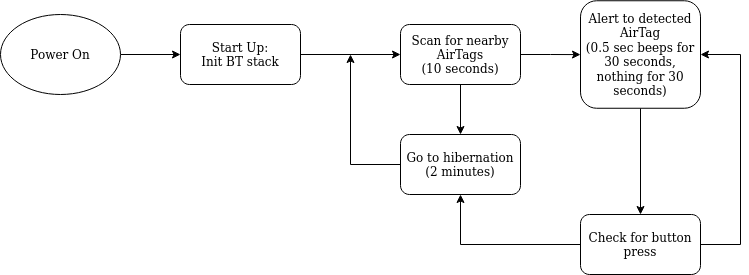 Power On
Start Up:
Init BT stack
Scan for nearby
AirTags
(10 seconds)
Alert to detected
AirTag
(0.5 sec beeps for
30 seconds,
nothing for 30
seconds)
Go to hibernation
(2 minutes)
Check for button
press